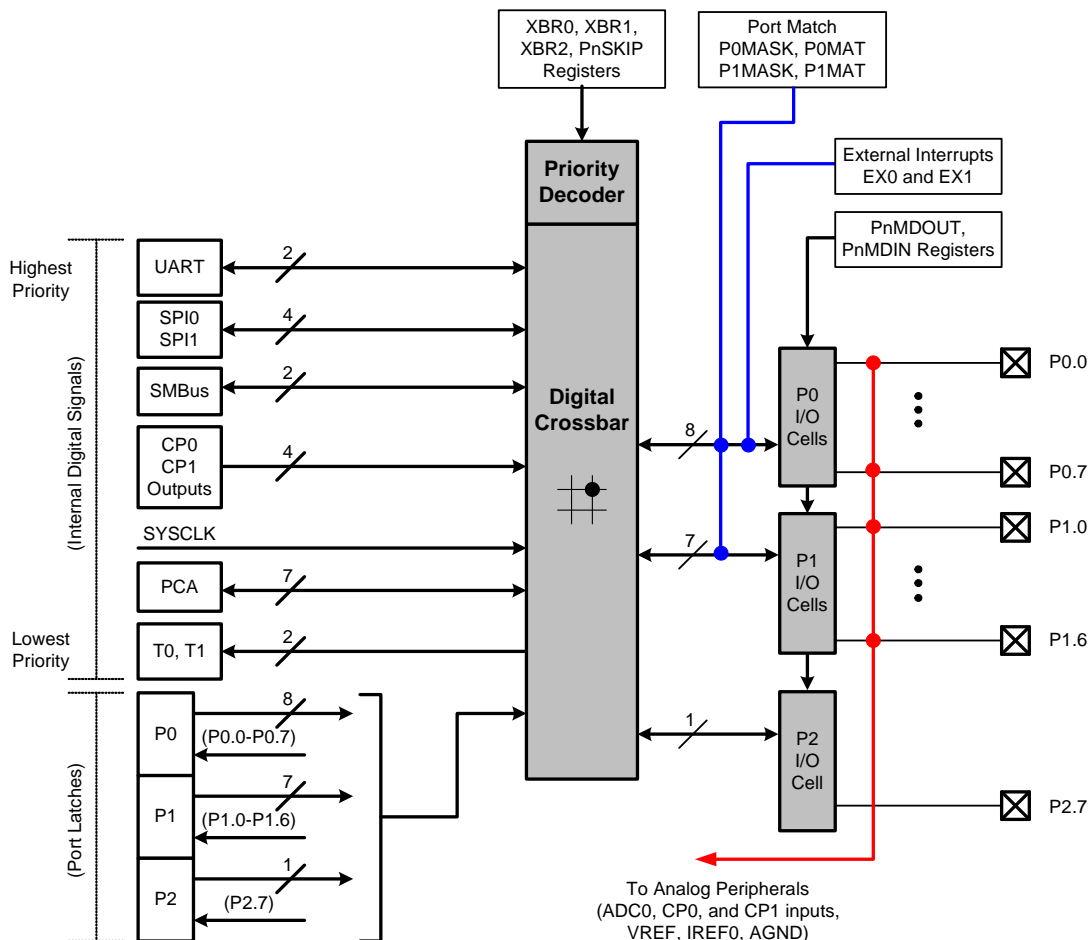 XBR0, XBR1,
XBR2, PnSKIP
Registers
Port Match
P0MASK, P0MAT
P1MASK, P1MAT
External Interrupts
EX0 and EX1
PnMDOUT,
PnMDIN Registers
Priority
Decoder
Digital
Crossbar
Highest
Priority
(Internal Digital Signals)
Lowest
Priority
(Port Latches)
UART
2
SPI0
SPI1
4
SMBus
2
CP0
CP1
Outputs
4
SYSCLK
PCA
7
T0, T1
2
P0
8
(P0.0-P0.7)
P1
7
(P1.0-P1.6)
P2
1
(P2.7)
8
7
1
P0
I/O
Cells
P1
I/O
Cells
P2
I/O
Cell
P0.0
P0.7
P1.0
P1.6
P2.7
To Analog Peripherals
(ADC0, CP0, and CP1 inputs,
VREF, IREF0, AGND)